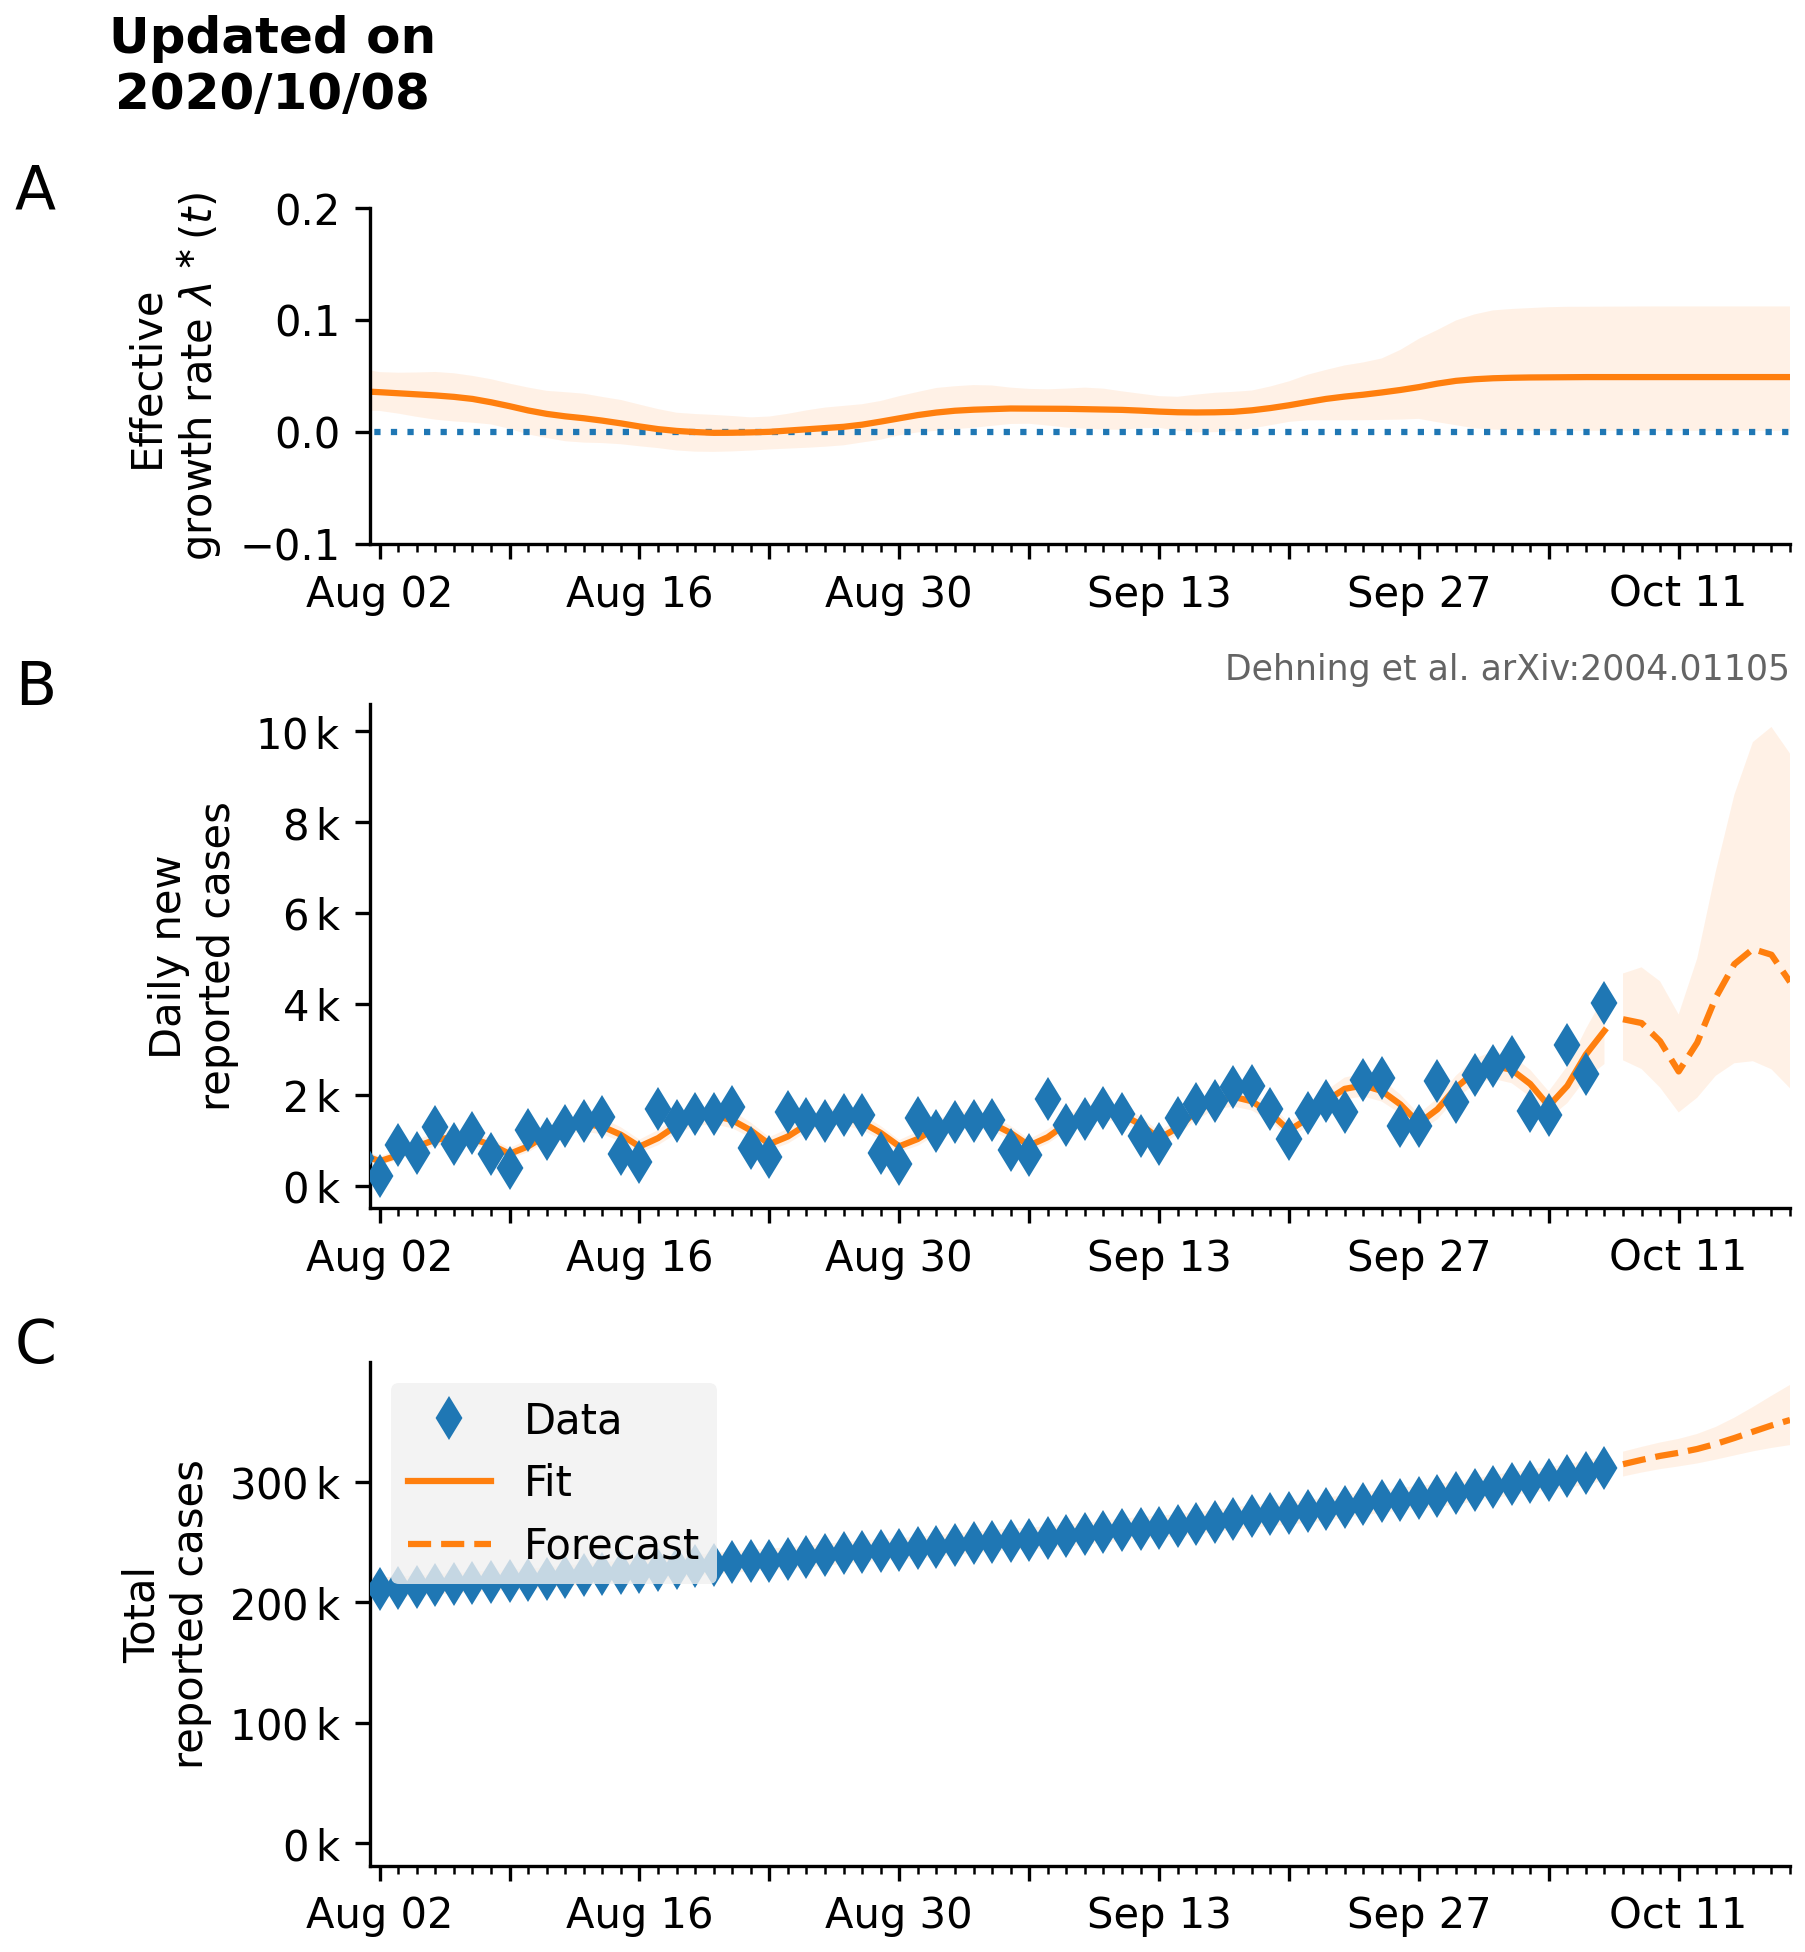 Updated on
2020/10/08
A
Effective
growth rate λ * (t)
0.2
0.1
0.0
−0.1
Aug 02 Aug 16 Aug 30 Sep 13 Sep 27 Oct 11
B
Dehning et al. arXiv:2004.01105
Daily new
reported cases
10 k
8 k
6 k
4 k
2 k
0 k
Aug 02 Aug 16 Aug 30 Sep 13 Sep 27 Oct 11
C
Total
reported cases
Data
Fit
Forecast
300 k
200 k
100 k
0 k
Aug 02 Aug 16 Aug 30 Sep 13 Sep 27 Oct 11